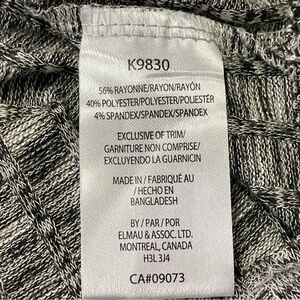 K9830
56% RAYONNE/RAYON/RAYÓN
40% POLYESTER/POLYESTER/POLIESTÉR
4% SPANDEX/SPANDEX/SPANDEX
EXCLUSIVE OF TRIM/
GARNITURE NON COMPRISE/
EXCLUYENDO LA GUARNICIN
MADE IN / FABRIQUÉ AU
/ HECHO EN
BANGLADESH
BY / PAR / POR
ELMAU & ASSOC. LTD.
MONTREAL, CANADA
H3L 3J4
CA#09073